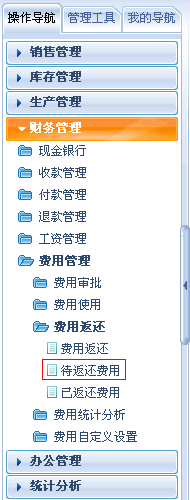 操作导航 管理工具 我的导航
销售管理
库存管理
生产管理
财务管理
现金银行
收款管理
付款管理
退款管理
工资管理
费用管理
费用审批
费用使用
费用返还
费用返还
待返还费用
已返还费用
费用统计分析
费用自定义设置
办公管理
统计分析